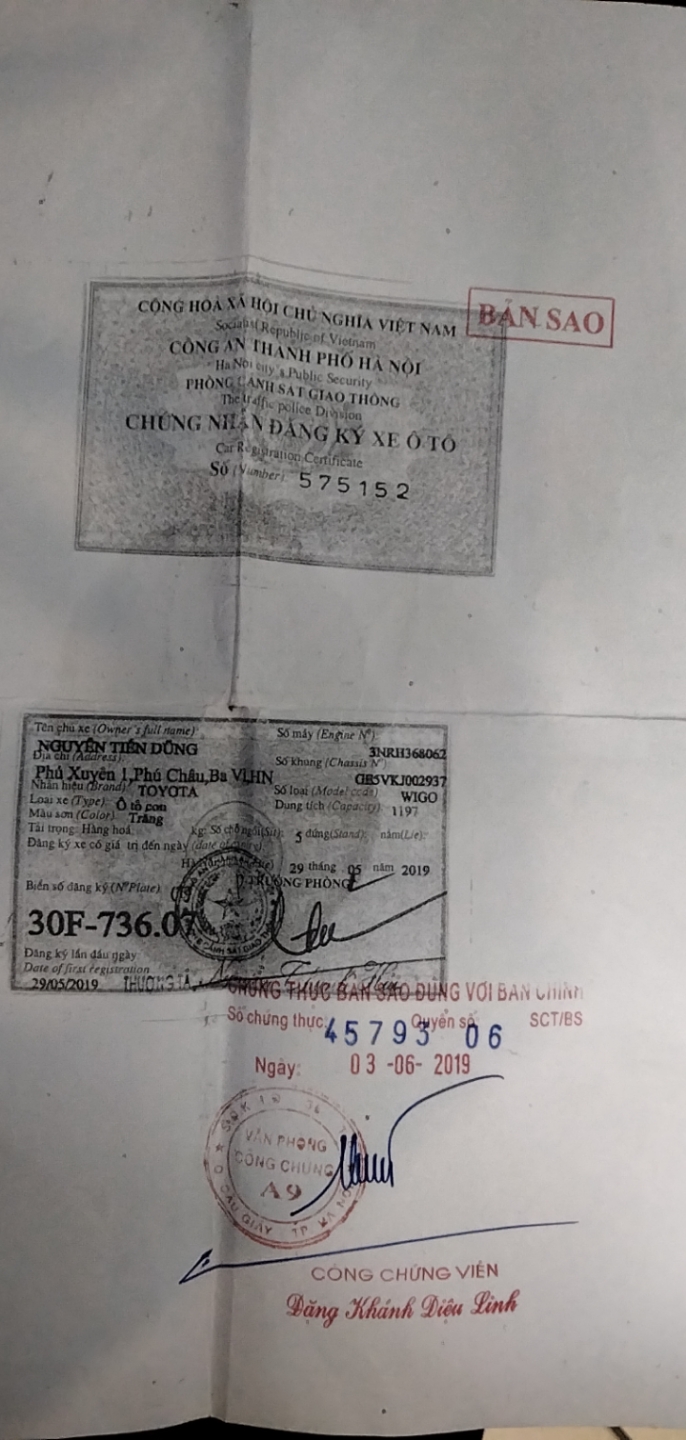 CỘNG HOÀ XÃ HỘI CHỦ NGHĨA VIỆT NAM
Socialist Republic of Vietnam
BẢN SAO
CÔNG AN THÀNH PHỐ HÀ NỘI
Ha Noi city's Public Security
PHÒNG CẢNH SÁT GIAO THÔNG
The traffic police Division
CHỨNG NHẬN ĐĂNG KÝ XE Ô TÔ
Car Registration Certificate
Số (Number): 575152
Tên chủ xe (Owner's full name): Số máy (Engine Nº):
NGUYỄN TIẾN DŨNG 3NRH368062
Địa chỉ (Address): Số khung (Chassis Nº)
Phú Xuyên 1,Phú Châu,Ba Vì,HN
Nhãn hiệu (Brand): TOYOTA Số loại (Model code) WIGO
Loại xe (Type): Ô tô con Dung tích (Capacity): 1197
Màu sơn (Color): Trắng
Tải trọng: Hàng hoá: kg: Số chỗ ngồi(Sit): 5 đứng(Stand): nằm(Lie):
Đăng ký xe có giá trị đến ngày (date of expire)
29 tháng 05 năm 2019
TRƯỞNG PHÒNG
Biển số đăng ký (NºPlate)
30F-736.07
Đăng ký lần đầu ngày
Date of first registration
29/05/2019 THƯỢNG TÁ
CHỨNG THỰC BẢN SAO ĐÚNG VỚI BẢN CHÍNH
Số chứng thực: 45793 Quyển số: 06 SCT/BS
Ngày: 03-06-2019
VĂN PHÒNG
CÔNG CHỨNG
A9
CẦU GIẤY TP. HÀ NỘI
CÔNG CHỨNG VIÊN
Đặng Khánh Diệu Linh